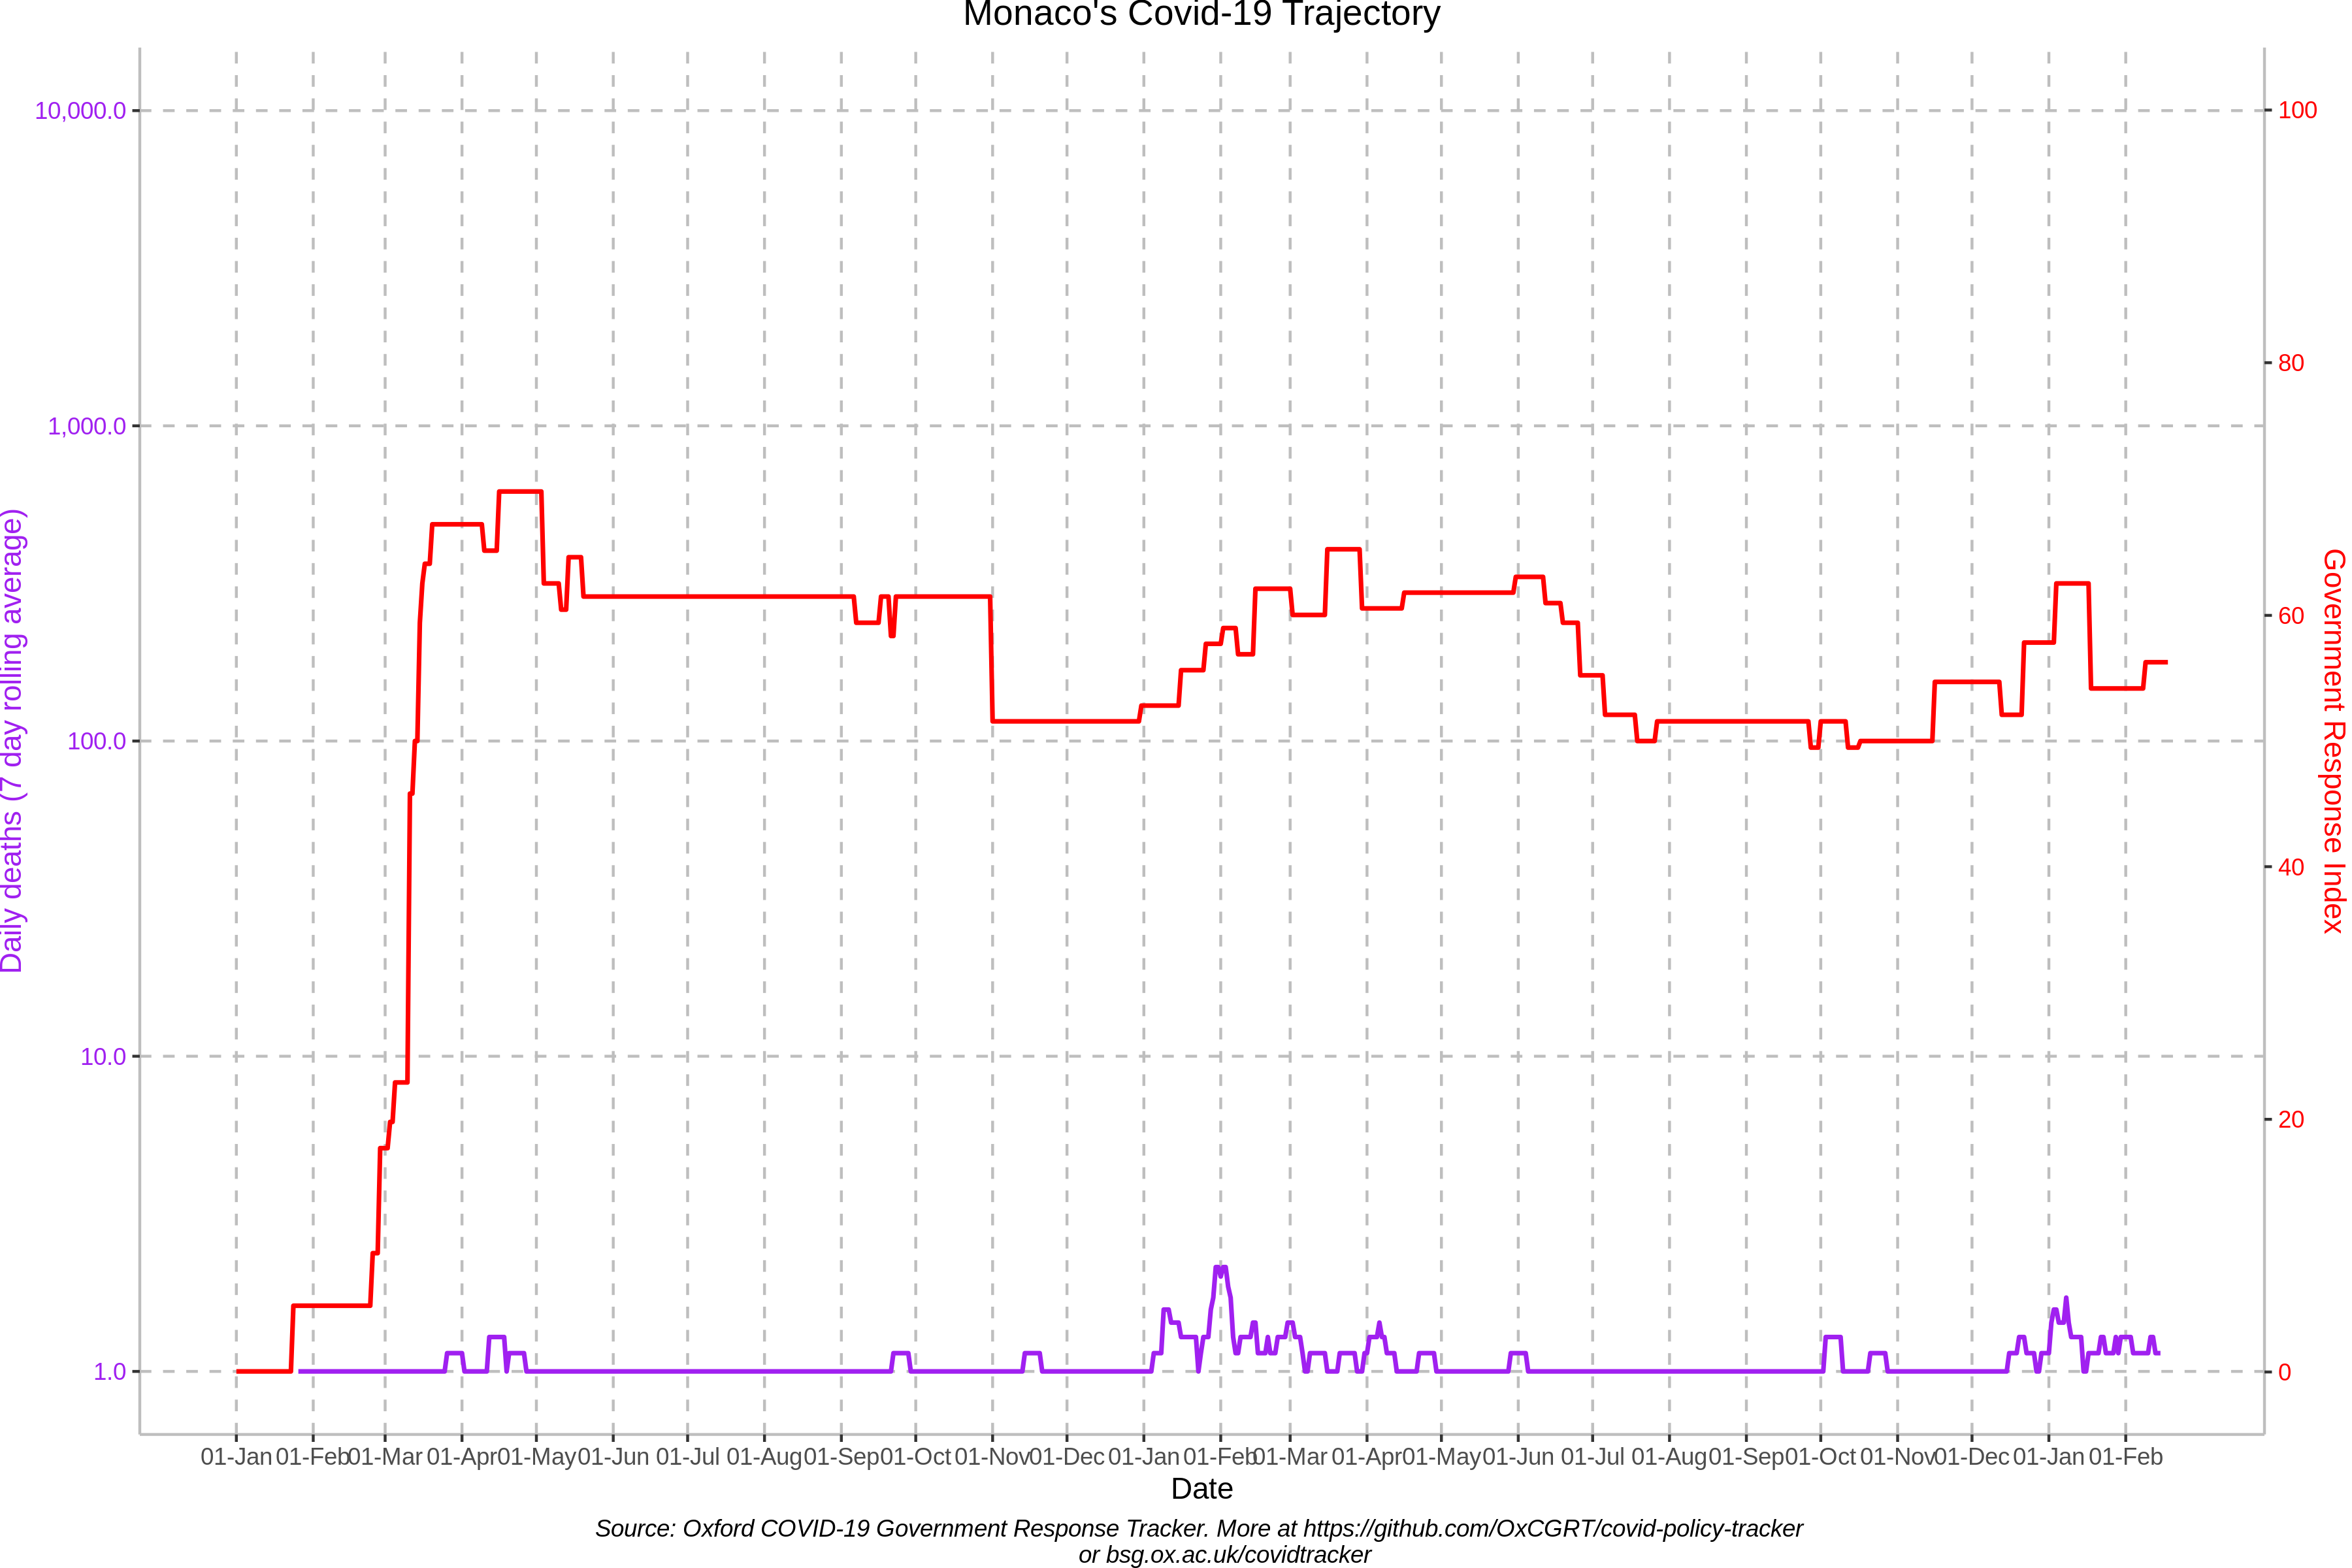 Monaco's Covid-19 Trajectory
10,000.0
1,000.0
100.0
10.0
1.0
Daily deaths (7 day rolling average)
100
80
60
40
20
0
Government Response Index
01-Jan 01-Feb 01-Mar 01-Apr 01-May 01-Jun 01-Jul 01-Aug 01-Sep 01-Oct 01-Nov 01-Dec 01-Jan 01-Feb 01-Mar 01-Apr 01-May 01-Jun 01-Jul 01-Aug 01-Sep 01-Oct 01-Nov 01-Dec 01-Jan 01-Feb
Date
Source: Oxford COVID-19 Government Response Tracker. More at https://github.com/OxCGRT/covid-policy-tracker
or bsg.ox.ac.uk/covidtracker